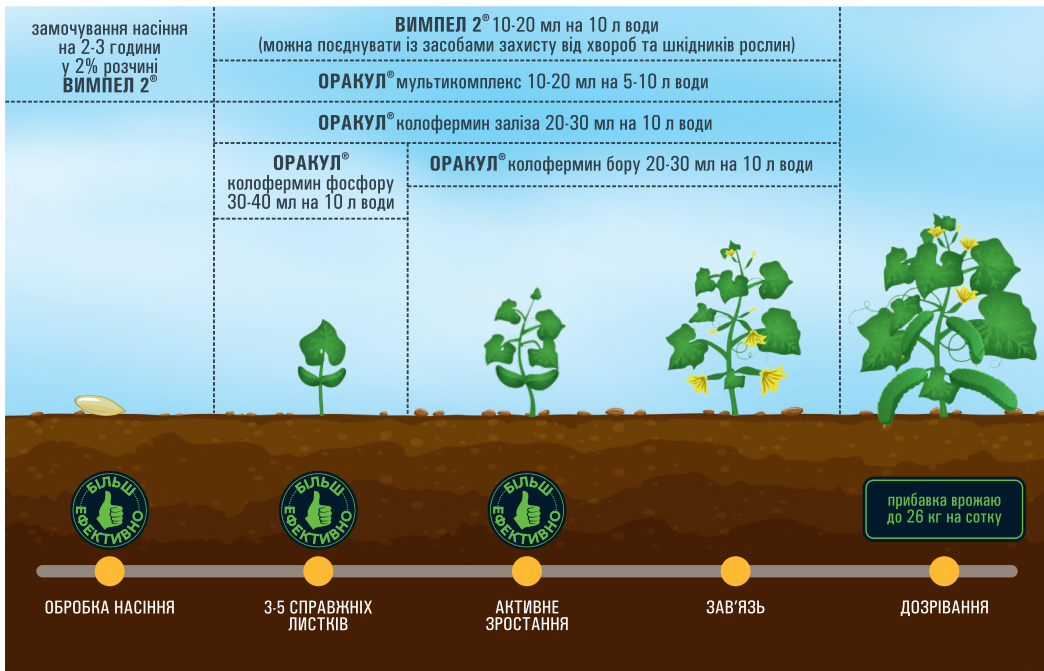 замочування насіння
на 2-3 години
у 2% розчині
ВИМПЕЛ 2®
ВИМПЕЛ 2® 10-20 мл на 10 л води
(можна поєднувати із засобами захисту від хвороб та шкідників рослин)
ОРАКУЛ® мультикомплекс 10-20 мл на 5-10 л води
ОРАКУЛ® колофермин заліза 20-30 мл на 10 л води
ОРАКУЛ®
колофермин фосфору
30-40 мл на 10 л води
ОРАКУЛ® колофермин бору 20-30 мл на 10 л води
БІЛЬШ
ЕФЕКТИВНО
БІЛЬШ
ЕФЕКТИВНО
БІЛЬШ
ЕФЕКТИВНО
прибавка врожаю
до 26 кг на сотку
ОБРОБКА НАСІННЯ
3-5 СПРАВЖНІХ
ЛИСТКІВ
АКТИВНЕ
ЗРОСТАННЯ
ЗАВ'ЯЗЬ
ДОЗРІВАННЯ